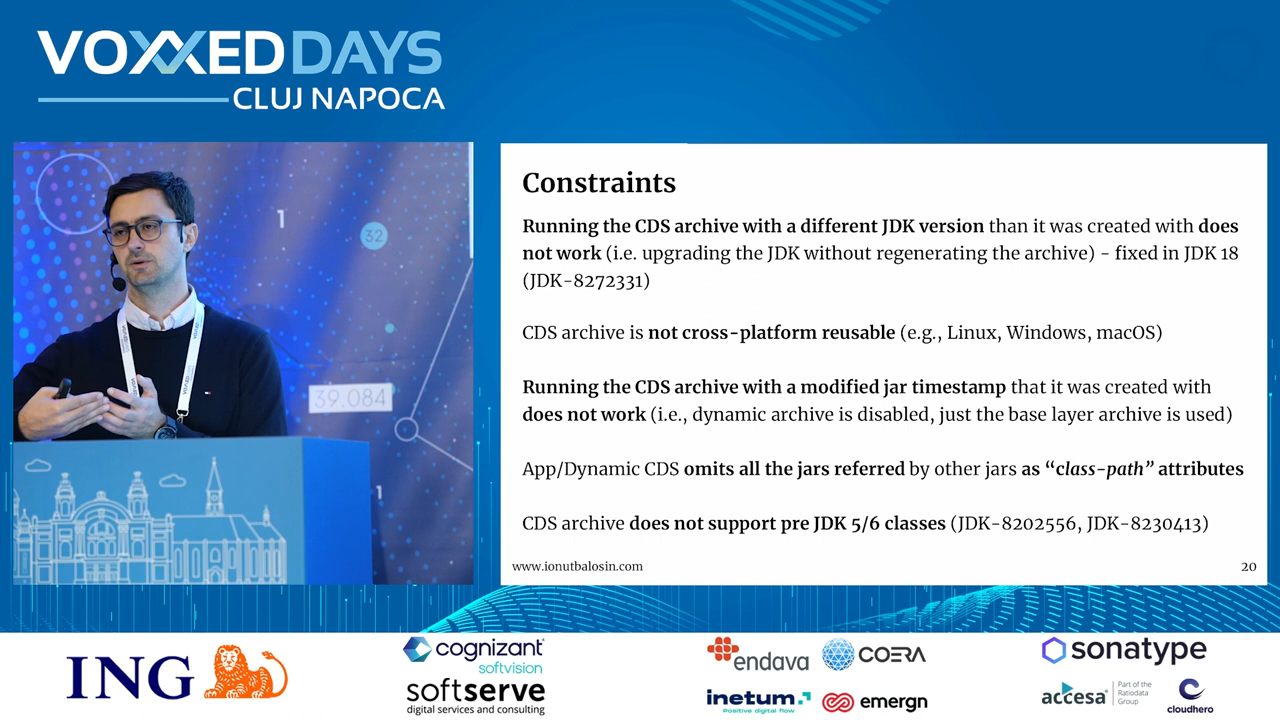 VOXXEDDAYS
CLUJ NAPOCA
1
32
39.084
1
Constraints
Running the CDS archive with a different JDK version than it was created with does
not work (i.e. upgrading the JDK without regenerating the archive) - fixed in JDK 18
(JDK-8272331)
CDS archive is not cross-platform reusable (e.g., Linux, Windows, macOS)
Running the CDS archive with a modified jar timestamp that it was created with
does not work (i.e., dynamic archive is disabled, just the base layer archive is used)
App/Dynamic CDS omits all the jars referred by other jars as “class-path” attributes
CDS archive does not support pre JDK 5/6 classes (JDK-8202556, JDK-8230413)
www.ionutbalosin.com
20
ING
cognizant
softvision
softserve
digital services and consulting
endava
COERA
inetum.
Positive digital flow
emergn
sonatype
accesa
Part of the
Ratiodata
Group
cloudhero